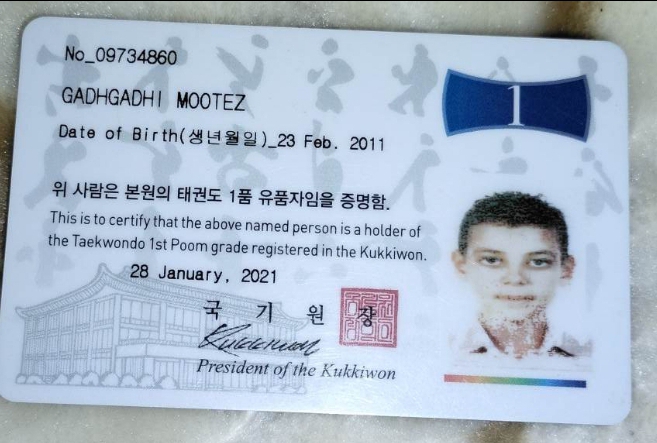 No_09734860
1
GADHGADHI MOOTEZ
Date of Birth(생년월일)_23 Feb. 2011
위 사람은 본원의 태권도 1품 유품자임을 증명함.
This is to certify that the above named person is a holder of
the Taekwondo 1st Poom grade registered in the Kukkiwon.
28 January, 2021
국 기 원 장
Kukkiwon
President of the Kukkiwon